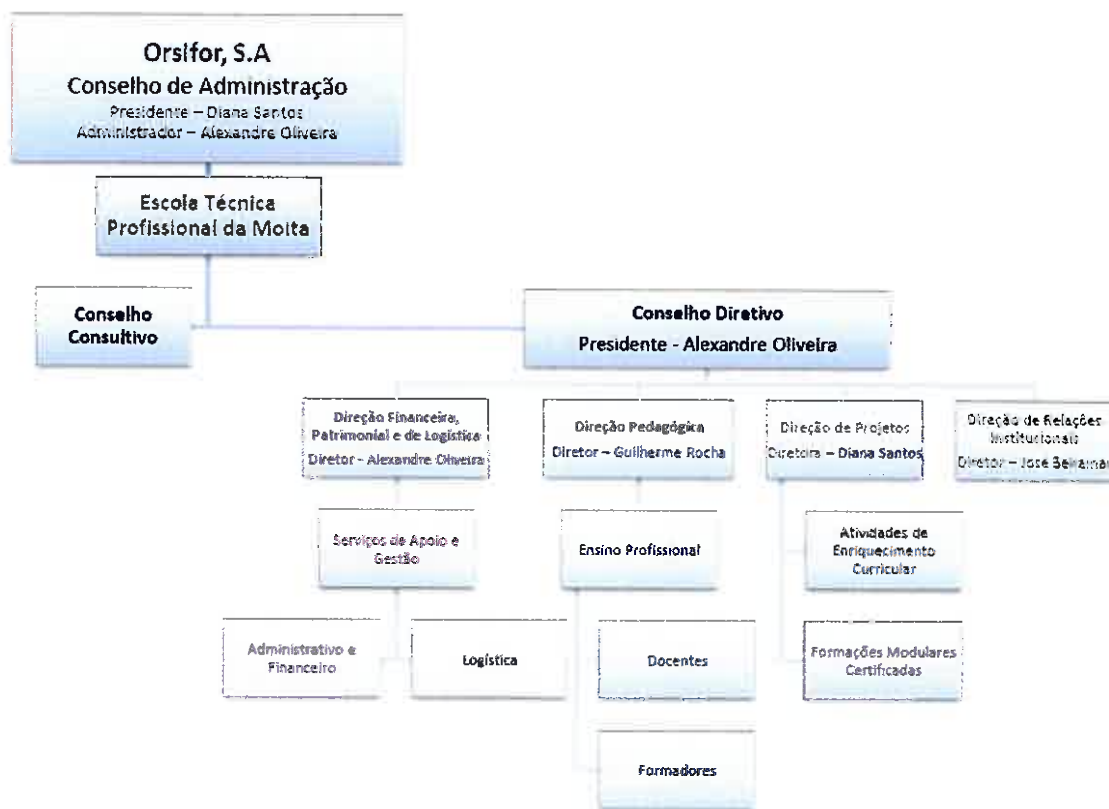 Orsifor, S.A
Conselho de Administração
Presidente – Diana Santos
Administrador – Alexandre Oliveira
Escola Técnica
Profissional da Moita
Conselho
Consultivo
Conselho Diretivo
Presidente - Alexandre Oliveira
Direção Financeira,
Patrimonial e de Logística
Diretor - Alexandre Oliveira
Direção Pedagógica
Diretor – Guilherme Rocha
Direção de Projetos
Diretora – Diana Santos
Direção de Relações
Institucionais
Diretor – José Beiramar
Serviços de Apoio e
Gestão
Ensino Profissional
Atividades de
Enriquecimento
Curricular
Administrativo e
Financeiro
Logística
Docentes
Formações Modulares
Certificadas
Formadores